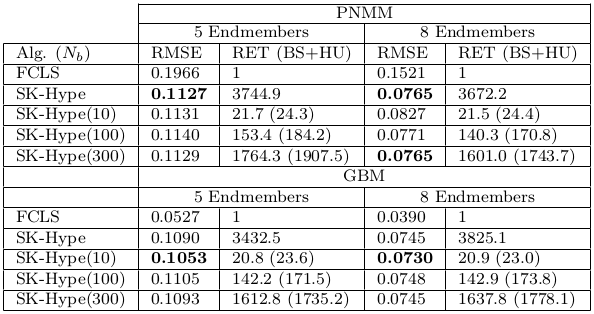 PNMM
5 Endmembers 8 Endmembers
Alg. (N_b) RMSE RET (BS+HU) RMSE RET (BS+HU)
FCLS 0.1966 1 0.1521 1
SK-Hype 0.1127 3744.9 0.0765 3672.2
SK-Hype(10) 0.1131 21.7 (24.3) 0.0827 21.5 (24.4)
SK-Hype(100) 0.1140 153.4 (184.2) 0.0771 140.3 (170.8)
SK-Hype(300) 0.1129 1764.3 (1907.5) 0.0765 1601.0 (1743.7)
GBM
5 Endmembers 8 Endmembers
FCLS 0.0527 1 0.0390 1
SK-Hype 0.1090 3432.5 0.0745 3825.1
SK-Hype(10) 0.1053 20.8 (23.6) 0.0730 20.9 (23.0)
SK-Hype(100) 0.1105 142.2 (171.5) 0.0748 142.9 (173.8)
SK-Hype(300) 0.1093 1612.8 (1735.2) 0.0745 1637.8 (1778.1)